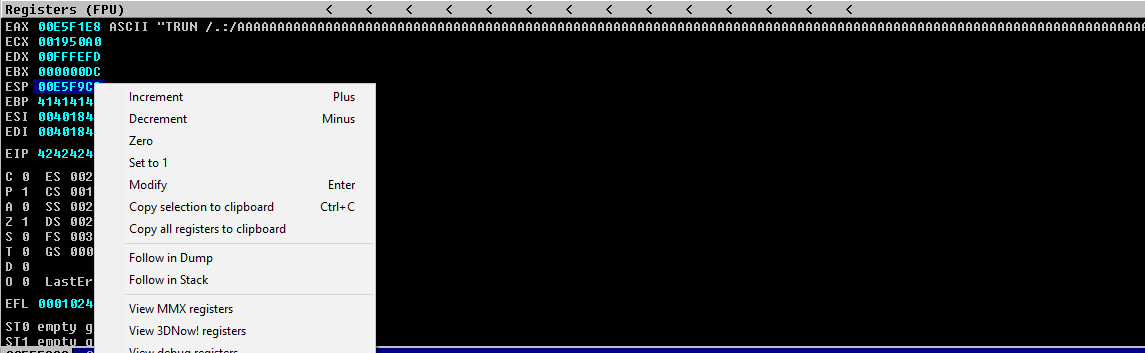 Registers (FPU) < < < < < < < < < < < < < <
EAX 00E5F1E8 ASCII "TRUN /.:/AAAAAAAAAAAAAAAAAAAAAAAAAAAAAAAAAAAAAAAAAAAAAAAAAAAAAAAAAAAAAAAAAAAAAAAAAAAAAAAAAAAAAAAAAAAAAAAAAAAAAAAAAAAAAAAAAAAAAA
ECX 001950A0
EDX 00FFFEFD
EBX 000000DC
ESP 00E5F9C
EBP 4141414
ESI 0040184
EDI 0040184
EIP 4242424
C 0 ES 002
P 1 CS 001
A 0 SS 002
Z 1 DS 002
S 0 FS 003
T 0 GS 000
D 0
O 0 LastEr
EFL 0001024
ST0 empty g
ST1 empty g
Increment Plus
Decrement Minus
Zero
Set to 1
Modify Enter
Copy selection to clipboard Ctrl+C
Copy all registers to clipboard
Follow in Dump
Follow in Stack
View MMX registers
View 3DNow! registers
View debug registers